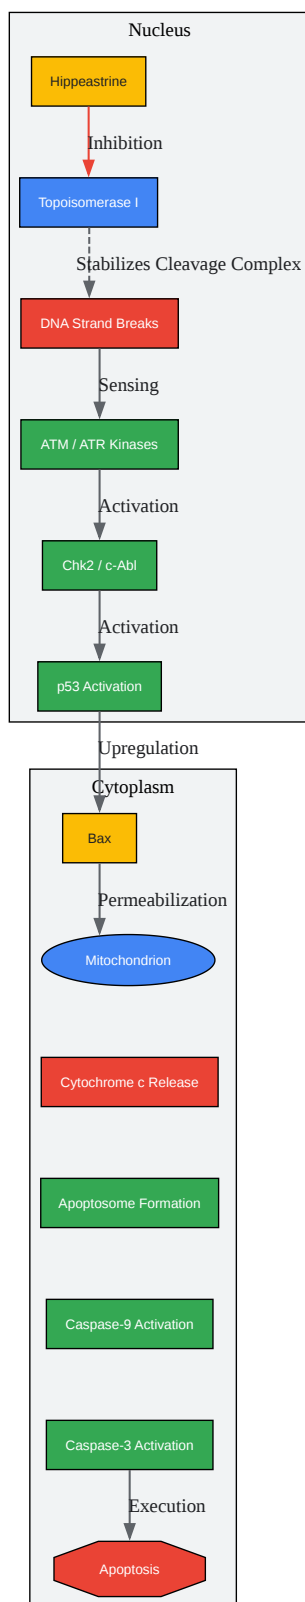 Nucleus
Hippeastrine
Inhibition
Topoisomerase I
Stabilizes Cleavage Complex
DNA Strand Breaks
Sensing
ATM / ATR Kinases
Activation
Chk2 / c-Abl
Activation
p53 Activation
Upregulation
Cytoplasm
Bax
Permeabilization
Mitochondrion
Cytochrome c Release
Apoptosome Formation
Caspase-9 Activation
Caspase-3 Activation
Execution
Apoptosis